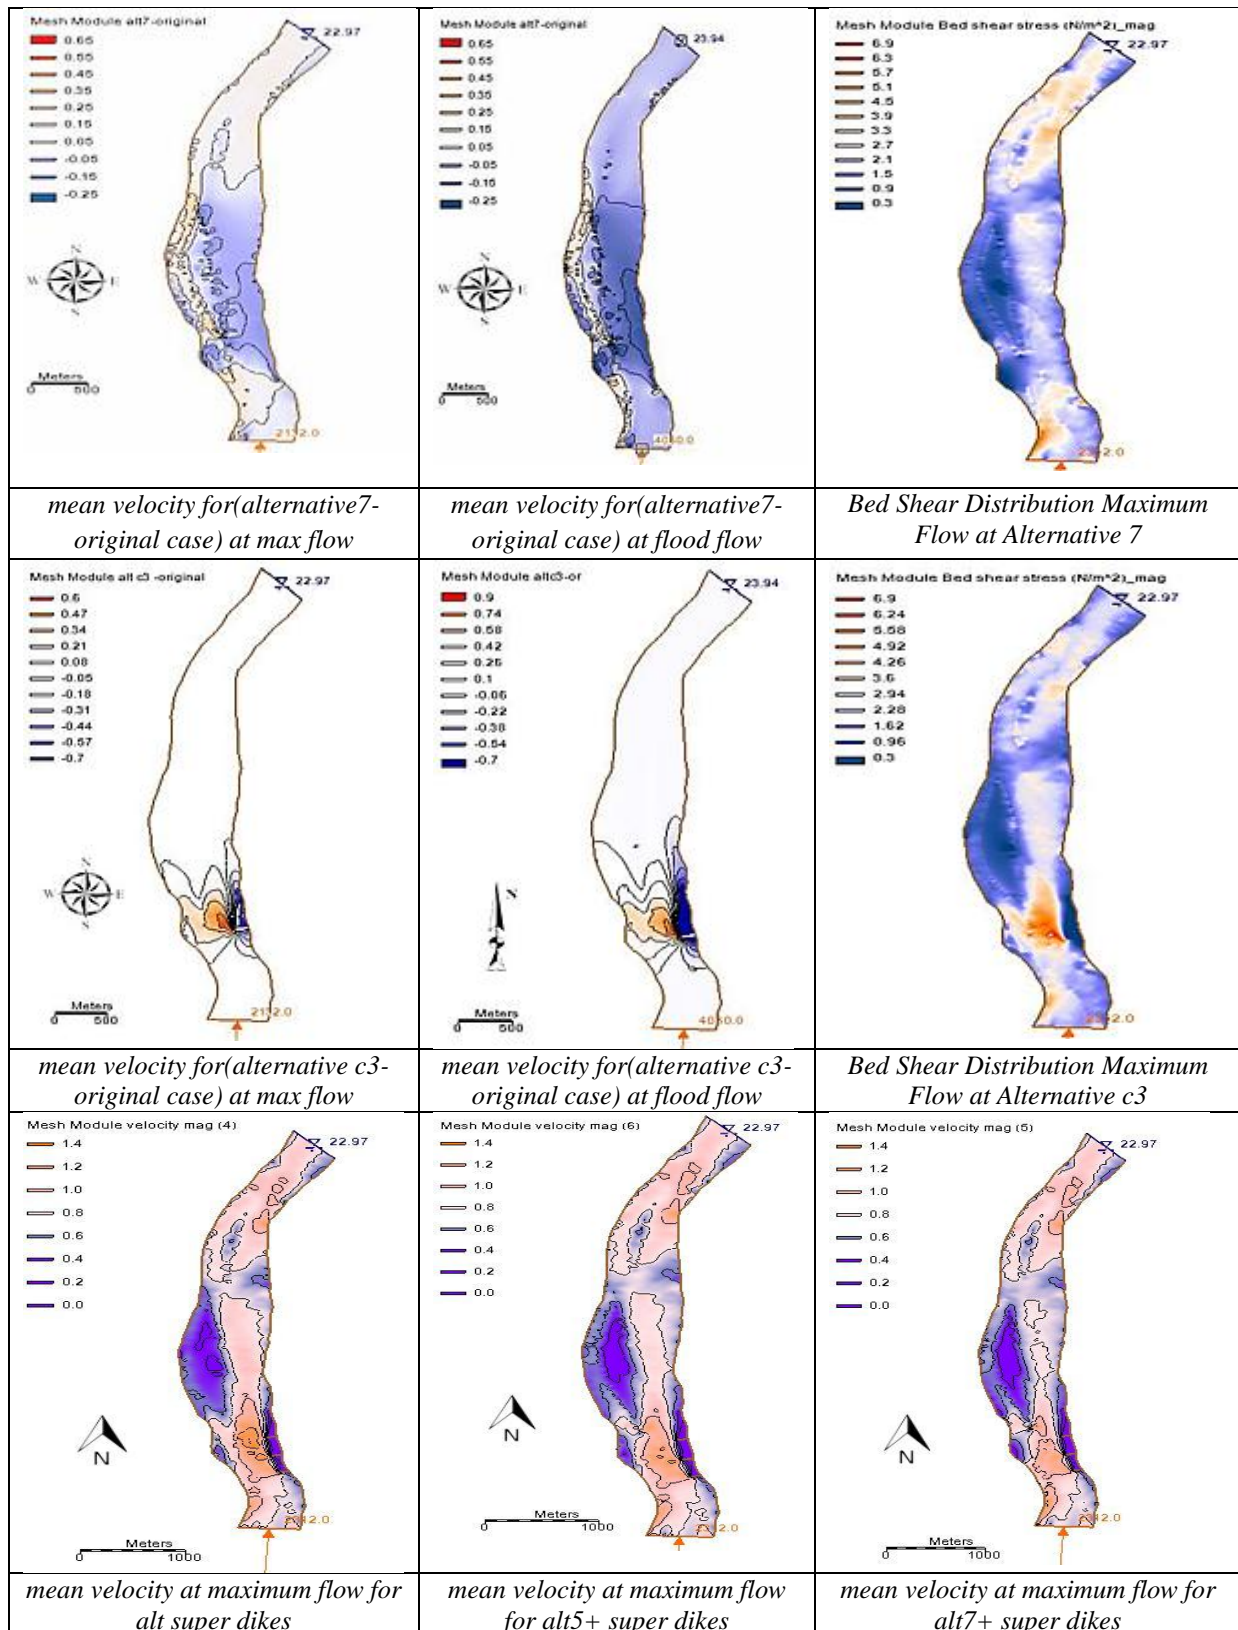 Mesh Module alt7-original
0.65
0.55
0.45
0.35
0.25
0.15
0.05
-0.05
-0.15
-0.25
22.97
N
W E
S
Meters
0 500
mean velocity for(alternative7-
original case) at max flow
Mesh Module alt7-original
0.65
0.55
0.45
0.35
0.25
0.15
0.05
-0.05
-0.15
-0.25
23.94
N
W E
S
Meters
0 500
mean velocity for(alternative7-
original case) at flood flow
Mesh Module Bed shear stress (N/m^2)_mag
6.9
6.3
5.7
5.1
4.5
3.9
3.3
2.7
2.1
1.5
0.9
0.3
22.97
Bed Shear Distribution Maximum
Flow at Alternative 7
Mesh Module alt c3 -original
0.6
0.47
0.34
0.21
0.08
-0.05
-0.18
-0.31
-0.44
-0.57
-0.7
22.97
N
W E
S
Meters
0 500
mean velocity for(alternative c3-
original case) at max flow
Mesh Module altc3-or
0.9
0.74
0.58
0.42
0.26
0.1
-0.06
-0.22
-0.38
-0.54
-0.7
23.94
N
Meters
0 500
mean velocity for(alternative c3-
original case) at flood flow
Mesh Module Bed shear stress (N/m^2)_mag
6.9
6.24
5.58
4.92
4.26
3.6
2.94
2.28
1.62
0.96
0.3
22.97
Bed Shear Distribution Maximum
Flow at Alternative c3
Mesh Module velocity mag (4)
1.4
1.2
1.0
0.8
0.6
0.4
0.2
0.0
22.97
N
Meters
0 1000
mean velocity at maximum flow for
alt super dikes
Mesh Module velocity mag (6)
1.4
1.2
1.0
0.8
0.6
0.4
0.2
0.0
22.97
N
Meters
0 1000
mean velocity at maximum flow
for alt5+ super dikes
Mesh Module velocity mag (5)
1.4
1.2
1.0
0.8
0.6
0.4
0.2
0.0
22.97
N
Meters
0 1000
mean velocity at maximum flow for
alt7+ super dikes